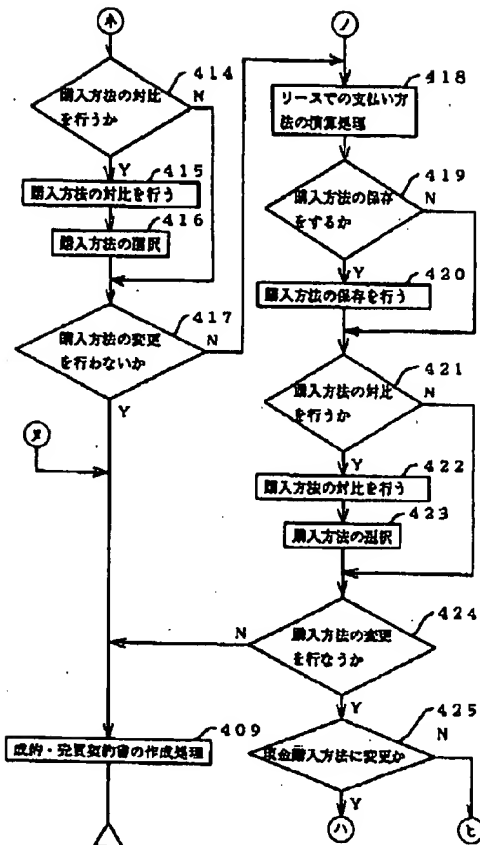 ネ
414
購入方法の対比
を行うか
N
Y
415
購入方法の対比を行う
416
購入方法の選択
417
購入方法の変更
を行わないか
N
Y
ヌ
409
成約・売買契約書の作成処理
ノ
418
リースでの支払い方
法の演算処理
419
購入方法の保存
をするか
N
Y
420
購入方法の保存を行う
421
購入方法の対比
を行うか
N
Y
422
購入方法の対比を行う
423
購入方法の選択
424
購入方法の変更
を行なうか
N
Y
425
現金購入方法に変更か
N
Y
ハ
ヒ